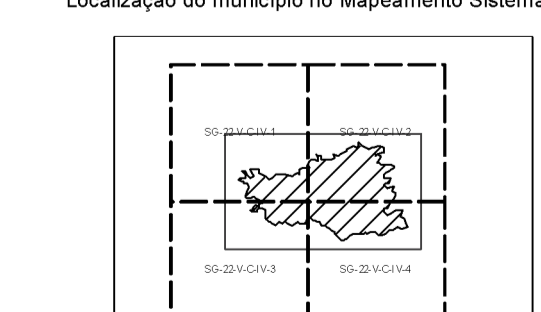 Localização do município no Mapeamento Sistema
SG-22-V-C-IV-1 SG-22-V-C-IV-2
SG-22-V-C-IV-3 SG-22-V-C-IV-4